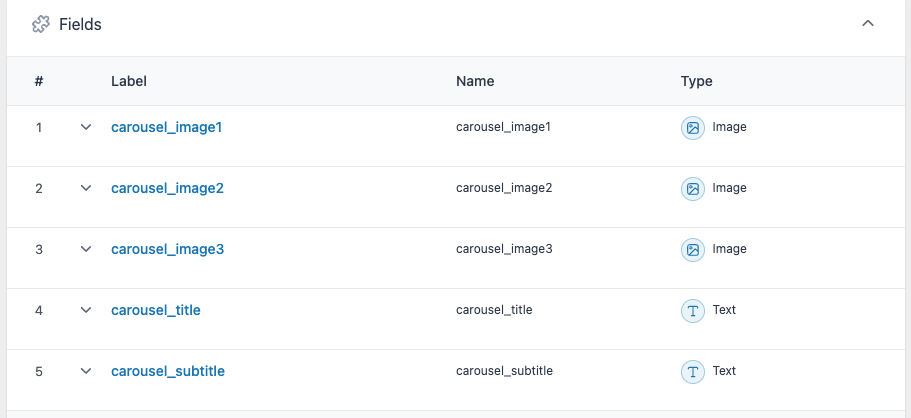 Fields
# Label Name Type
1 carousel_image1 carousel_image1 Image
2 carousel_image2 carousel_image2 Image
3 carousel_image3 carousel_image3 Image
4 carousel_title carousel_title Text
5 carousel_subtitle carousel_subtitle Text